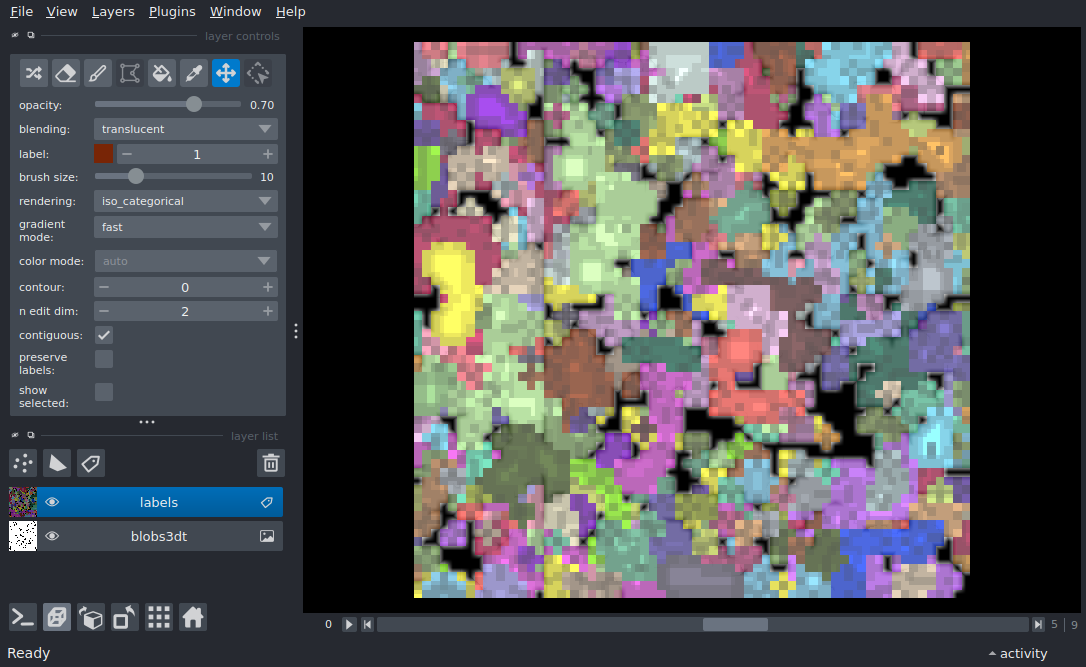 File View Layers Plugins Window Help
layer controls
opacity: 0.70
blending: translucent
label: 1
brush size: 10
rendering: iso_categorical
gradient
mode: fast
color mode: auto
contour: 0
n edit dim: 2
contiguous:
preserve
labels:
show
selected:
layer list
labels
blobs3dt
0 5 9
Ready activity